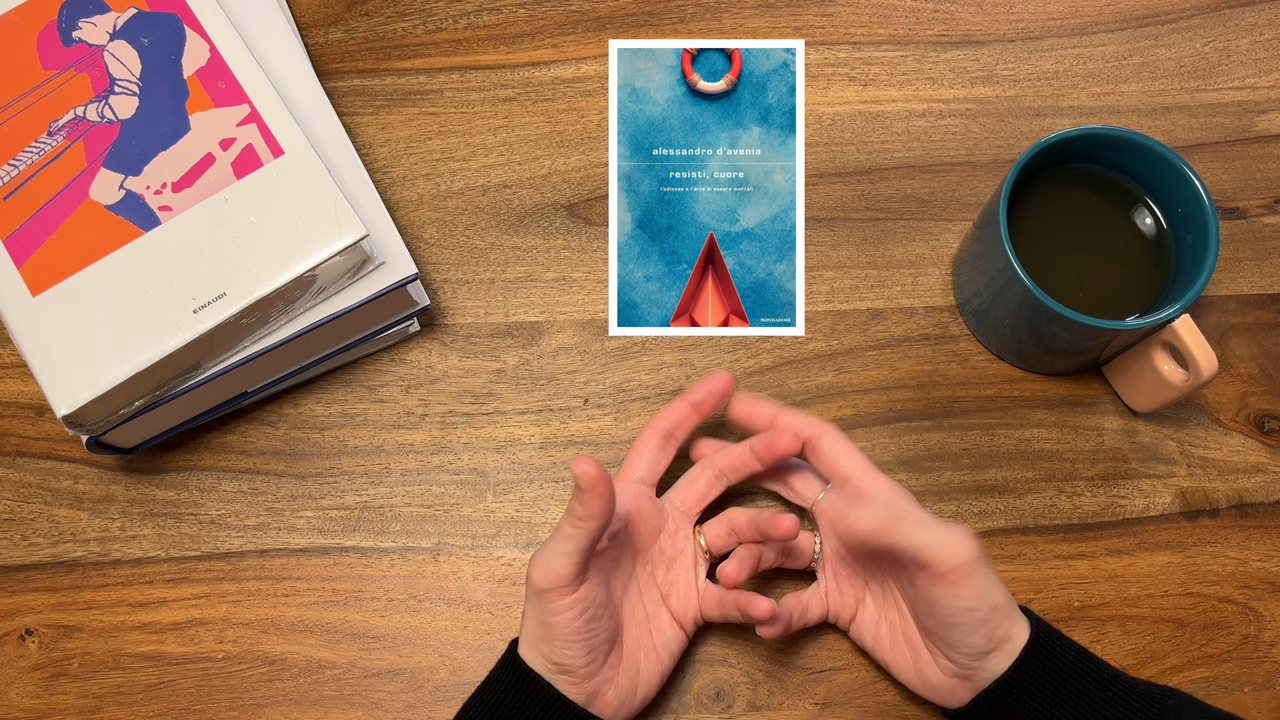 EINAUDI
alessandro d'avenia
resisti, cuore
l'odissea e l'arte di essere mortali
MONDADORI